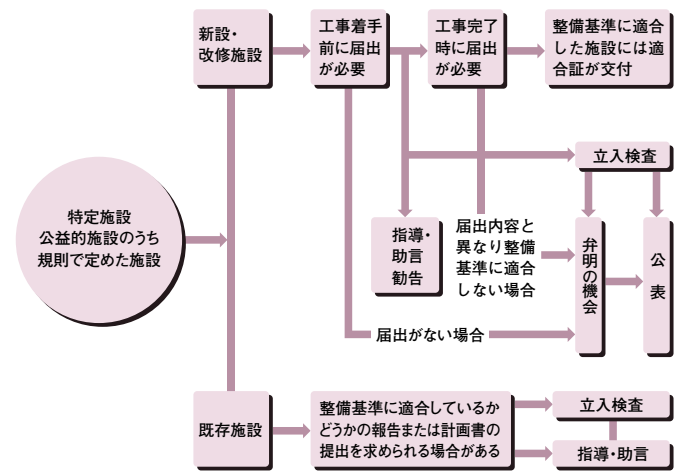 新設・
改修施設
工事着手
前に届出
が必要
工事完了
時に届出
が必要
整備基準に適合
した施設には適
合証が交付
立入検査
特定施設
公益的施設のうち
規則で定めた施設
指導・
助言
勧告
届出内容と
異なり整備
基準に適合
しない場合
弁明の機会
公表
届出がない場合
既存施設
整備基準に適合しているか
どうかの報告または計画書の
提出を求められる場合がある
立入検査
指導・助言